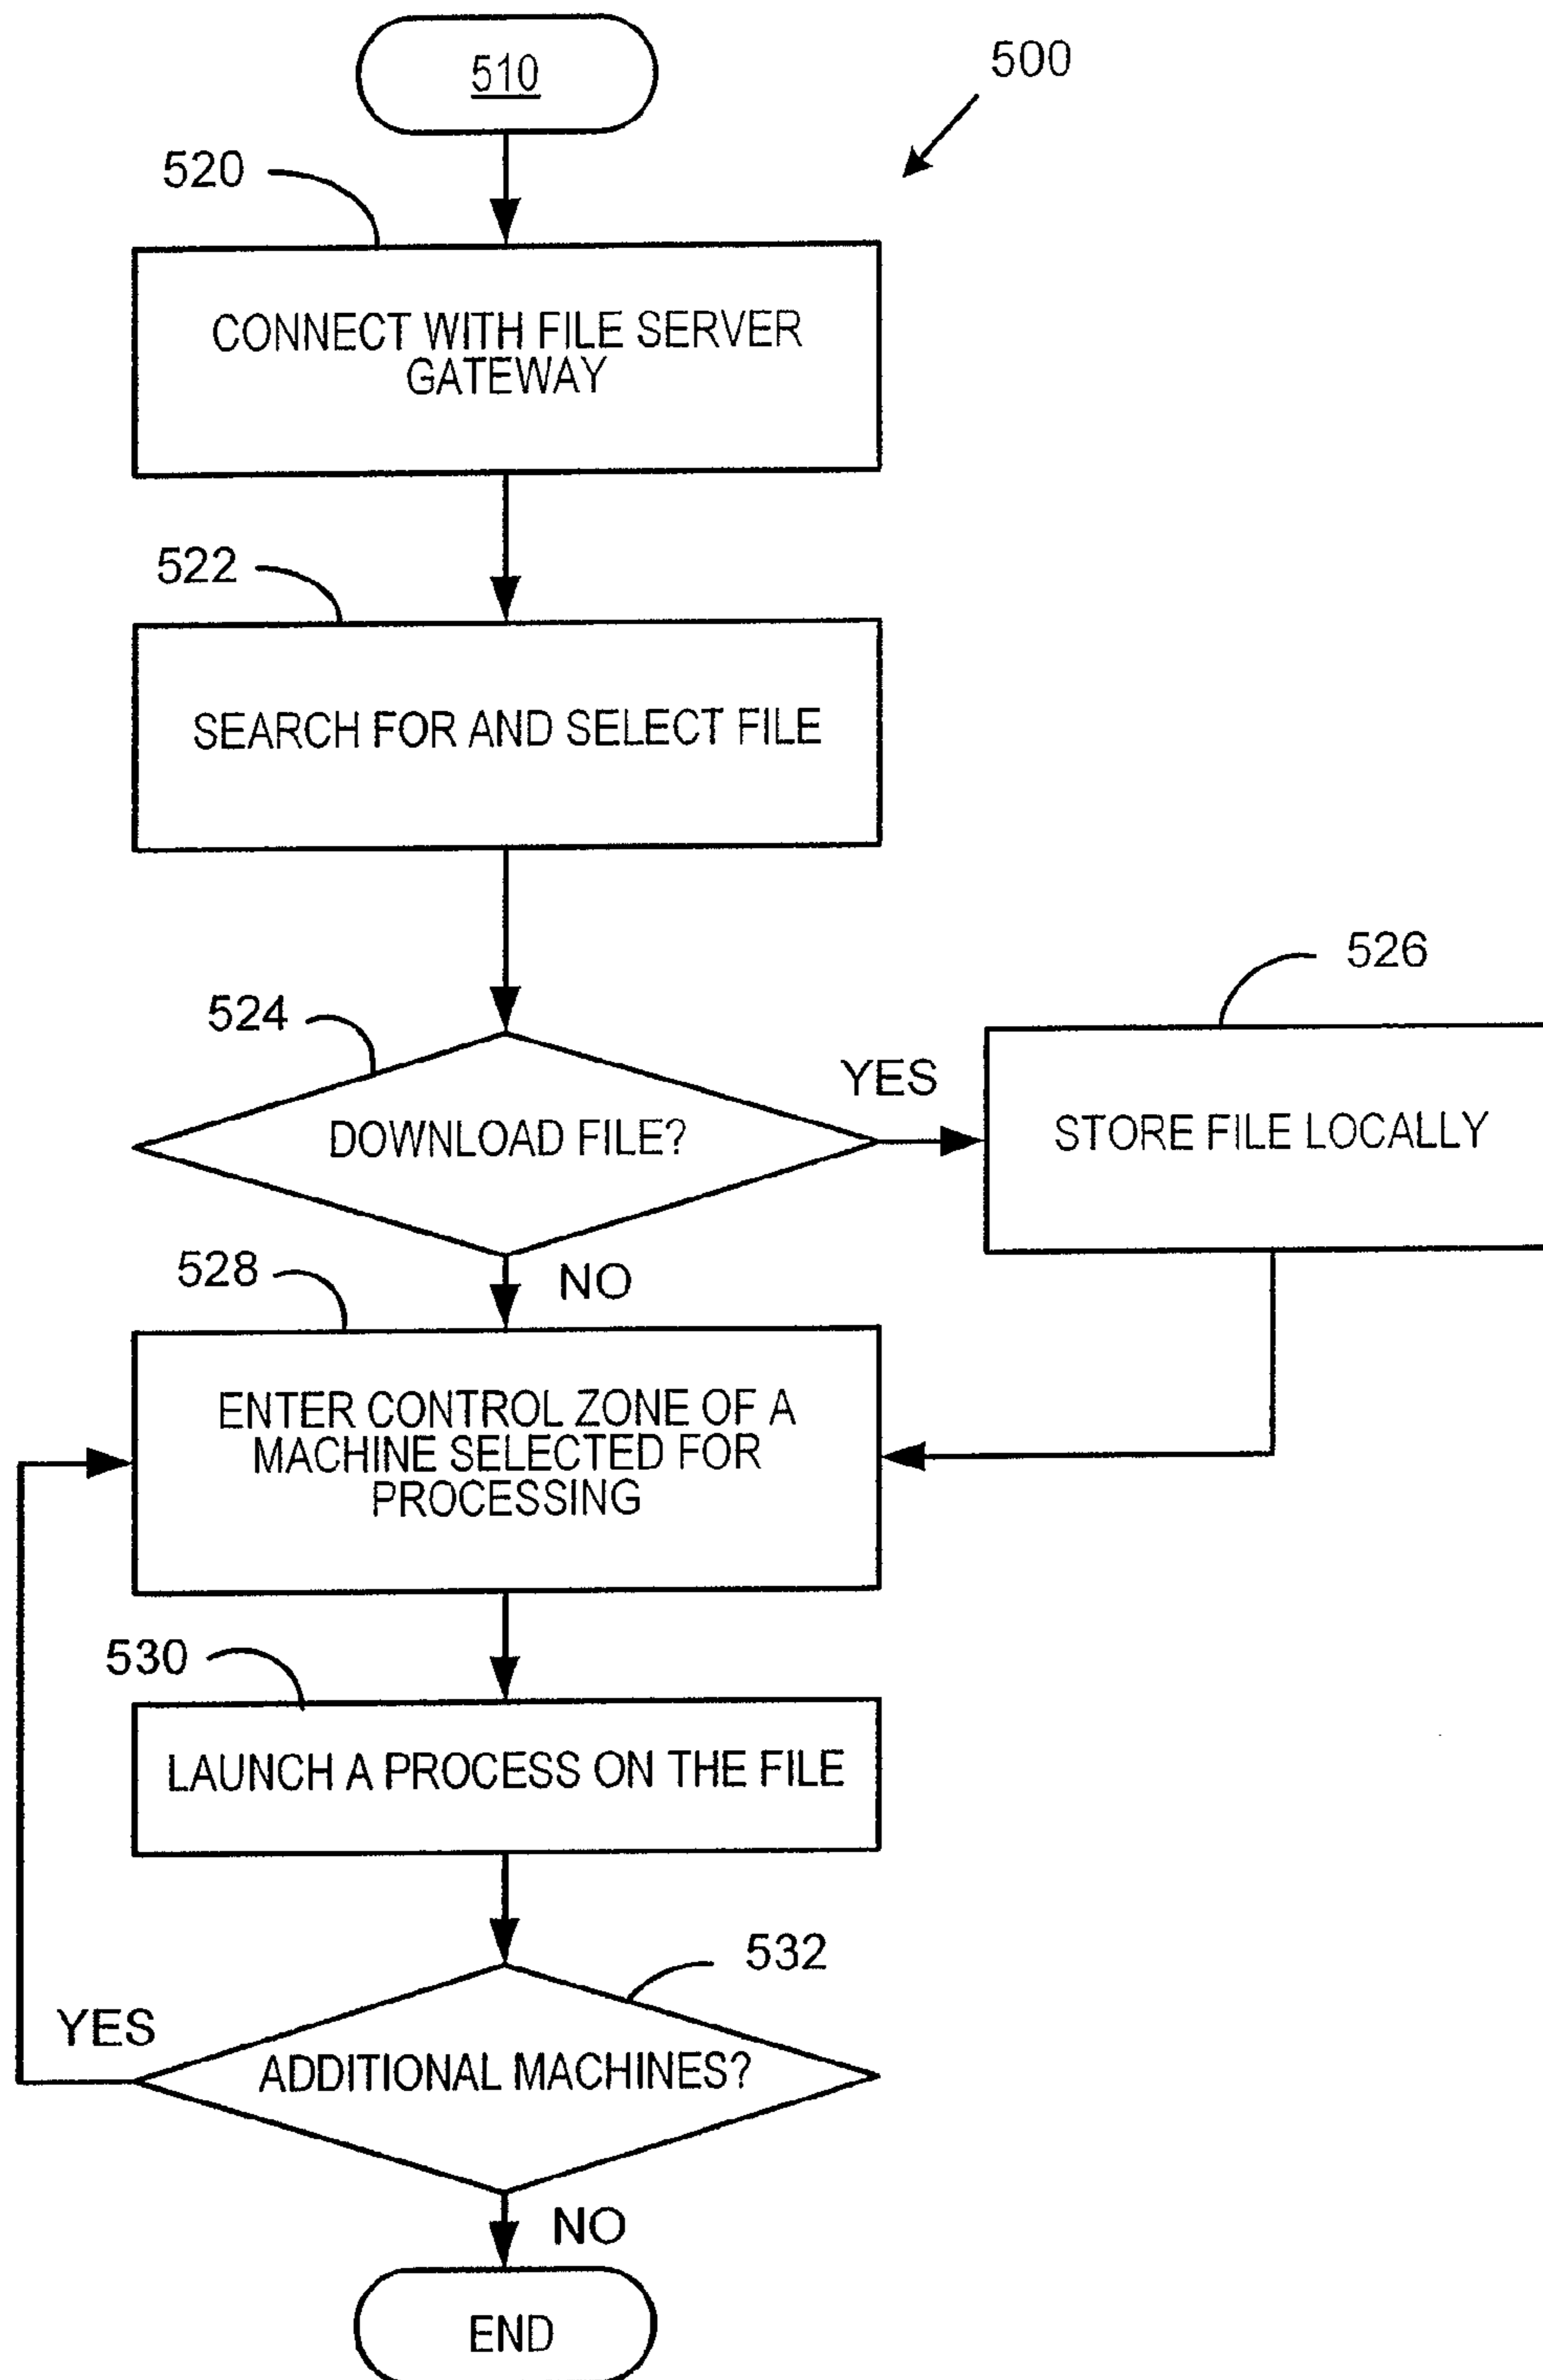 510
500
520
CONNECT WITH FILE SERVER
GATEWAY
522
SEARCH FOR AND SELECT FILE
524
DOWNLOAD FILE?
YES
526
STORE FILE LOCALLY
NO
528
ENTER CONTROL ZONE OF A
MACHINE SELECTED FOR
PROCESSING
530
LAUNCH A PROCESS ON THE FILE
532
ADDITIONAL MACHINES?
YES
NO
END